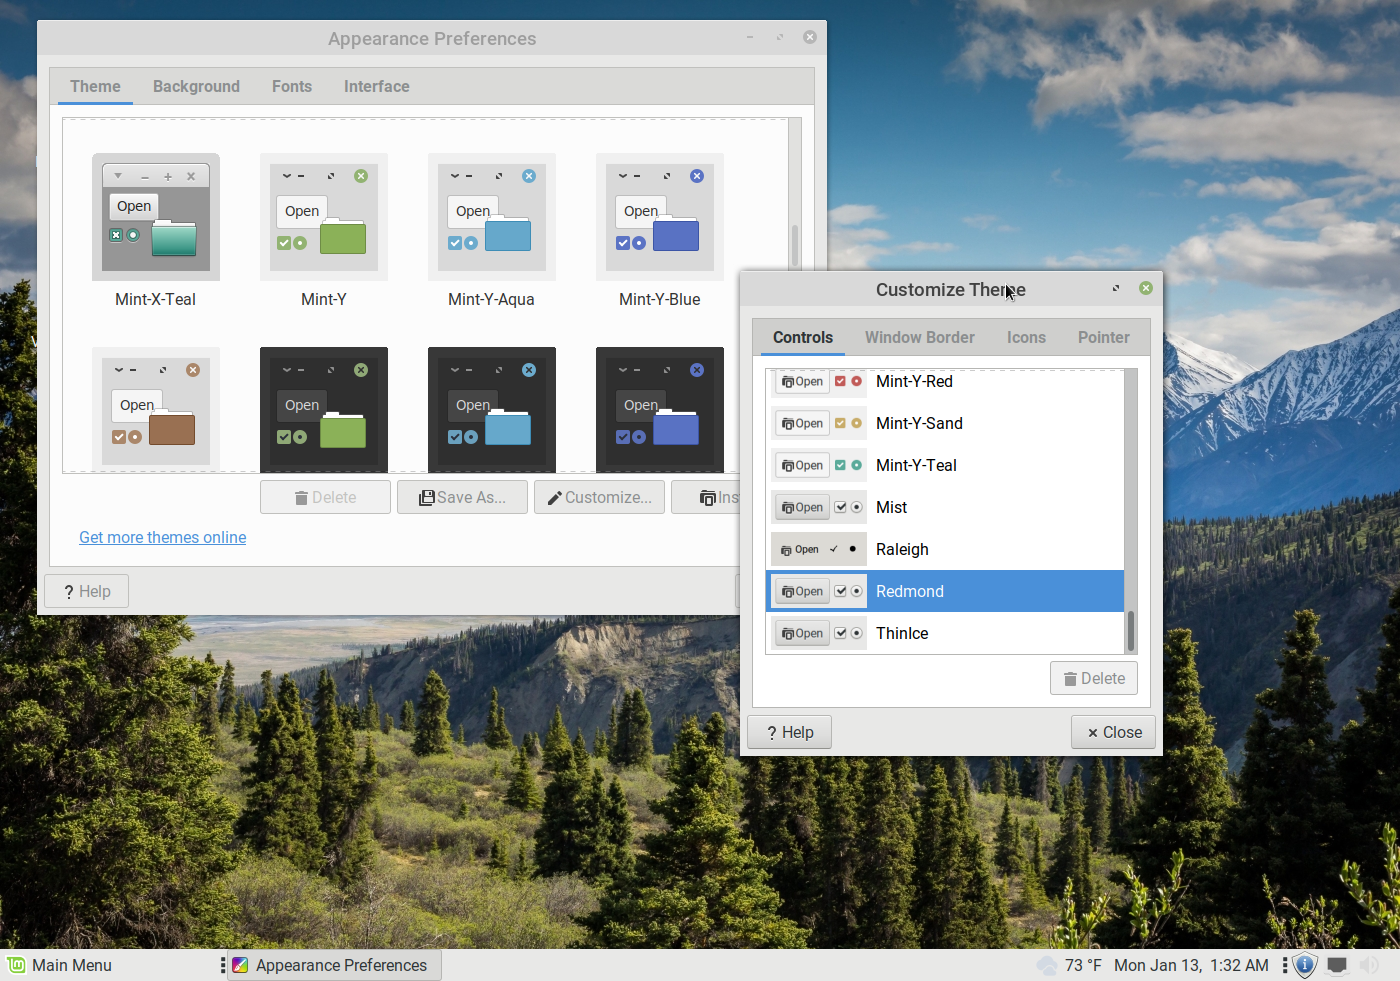 Appearance Preferences
Theme Background Fonts Interface
Open
Open
Open
Open
Mint-X-Teal Mint-Y Mint-Y-Aqua Mint-Y-Blue
Open
Open
Open
Open
Delete Save As... Customize...
Get more themes online
? Help
Customize Theme
Controls Window Border Icons Pointer
Open Mint-Y-Red
Open Mint-Y-Sand
Open Mint-Y-Teal
Open Mist
Open Raleigh
Open Redmond
Open ThinIce
Delete
? Help
Close
Main Menu Appearance Preferences 73 °F Mon Jan 13, 1:32 AM